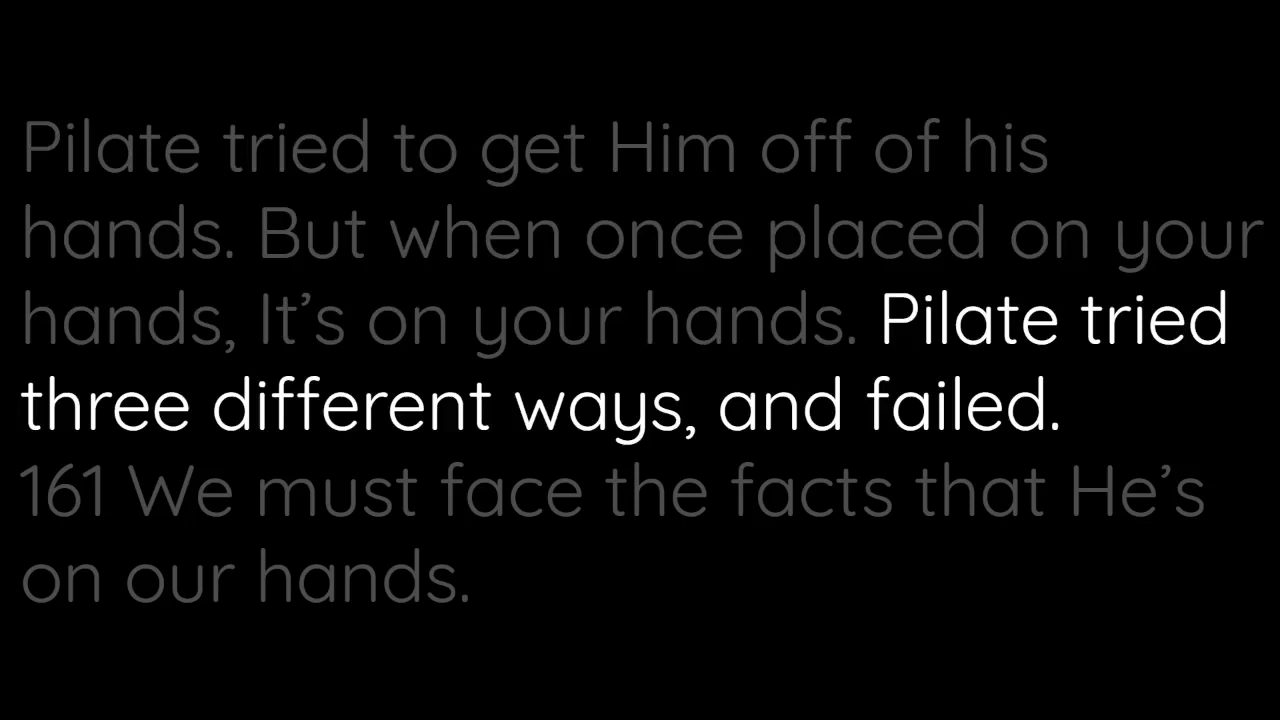 Pilate tried to get Him off of his
hands. But when once placed on your
hands, It’s on your hands. Pilate tried
three different ways, and failed.
161 We must face the facts that He’s
on our hands.